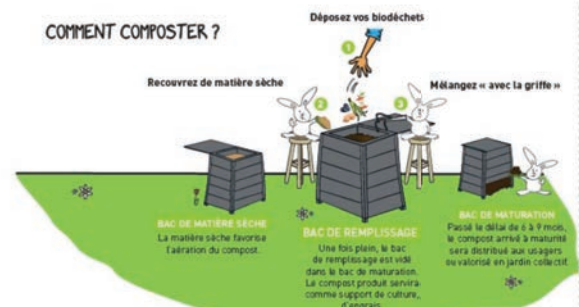 COMMENT COMPOSTER ?
Déposez vos biodéchets
1
Recouvrez de matière sèche
2
3
Mélangez « avec la griffe »
BAC DE MATIÈRE SÈCHE
La matière sèche favorise
l'aération du compost.
BAC DE REMPLISSAGE
Une fois plein, le bac
de remplissage est vidé
dans le bac de maturation.
Le compost produit servira
comme support de culture,
d'engrais
BAC DE MATURATION
Passé le délai de 6 à 9 mois,
le compost arrivé à maturité
sera distribué aux usagers
ou valorisé en jardin collectif.